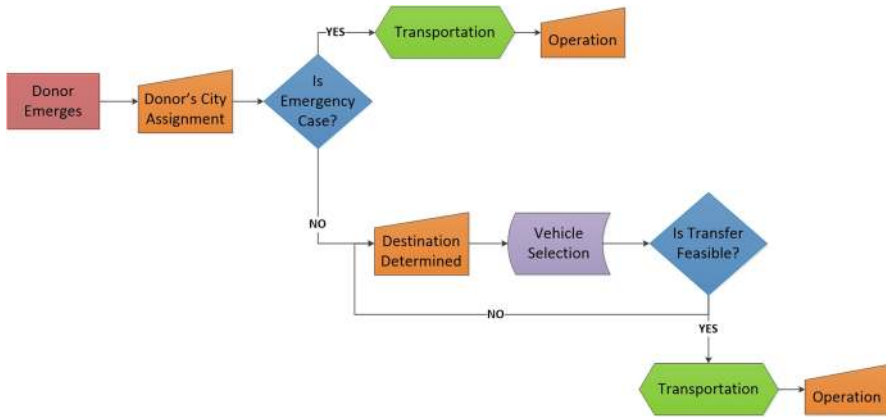 YES
Transportation
Operation
Donor
Emerges
Donor's City
Assignment
Is
Emergency
Case?
NO
Destination
Determined
Vehicle
Selection
Is Transfer
Feasible?
NO
YES
Transportation
Operation